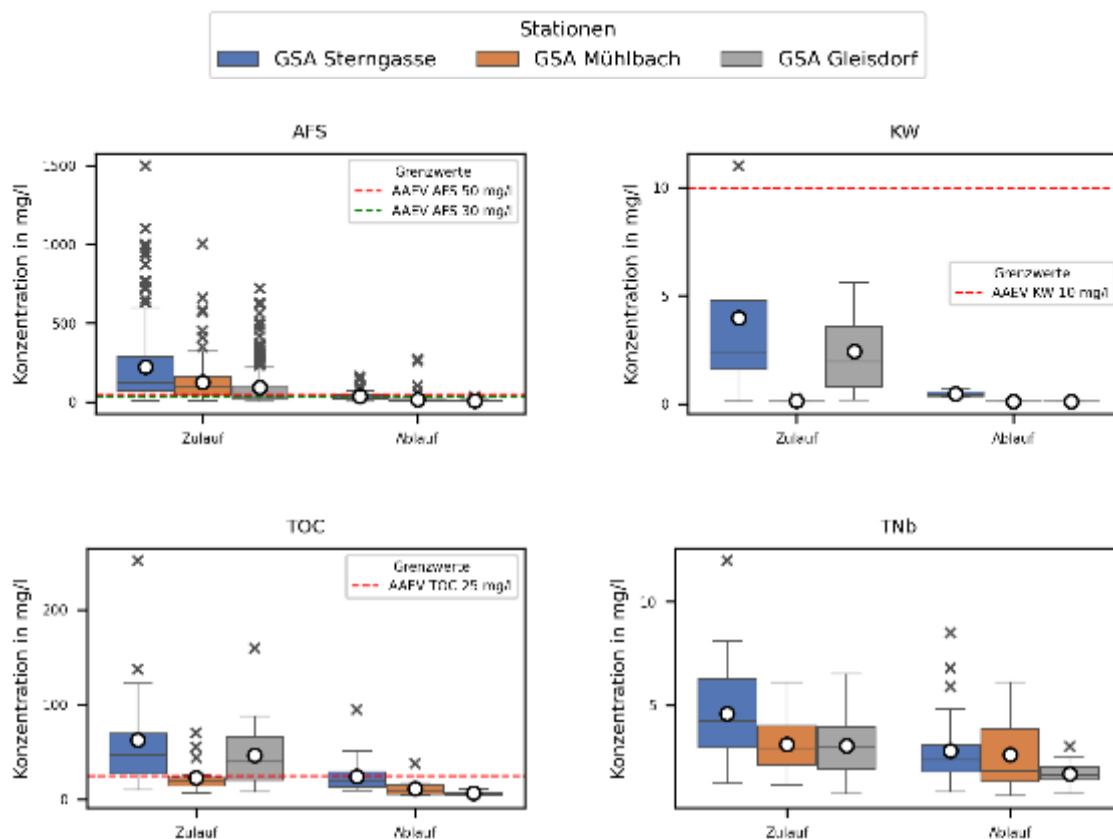 Stationen
GSA Sterngasse GSA Mühlbach GSA Gleisdorf
AFS
Konzentration in mg/l
1500
1000
500
0
Grenzwerte
AAEV AFS 50 mg/l
AAEV AFS 30 mg/l
Zulauf Ablauf
KW
Konzentration in mg/l
10
5
0
Grenzwerte
AAEV KW 10 mg/l
Zulauf Ablauf
TOC
Konzentration in mg/l
200
100
0
Grenzwerte
AAEV TOC 25 mg/l
Zulauf Ablauf
TNb
Konzentration in mg/l
10
5
Zulauf Ablauf